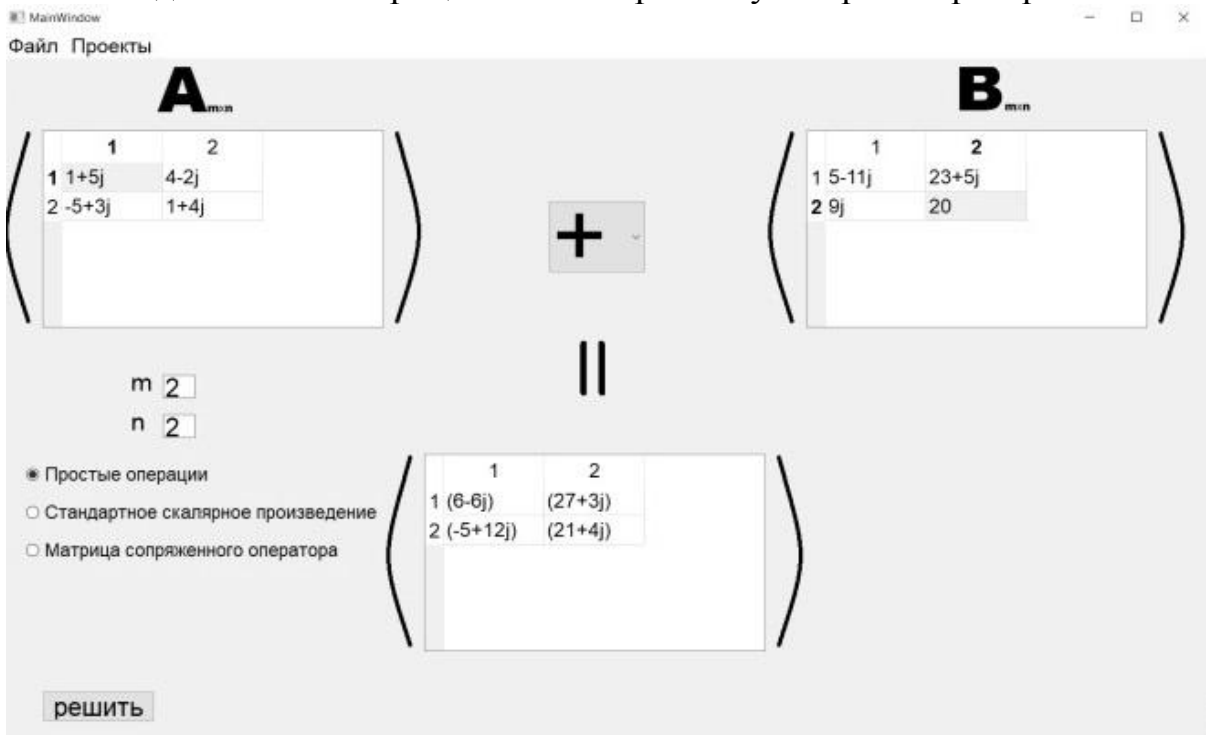 MainWindow
Файл Проекты
A m×n
B m×n
1 2
1 1+5j 4-2j
2 -5+3j 1+4j
+
1 2
1 5-11j 23+5j
2 9j 20
=
m 2
n 2
Простые операции
Стандартное скалярное произведение
Матрица сопряженного оператора
1 2
1 (6-6j) (27+3j)
2 (-5+12j) (21+4j)
решить